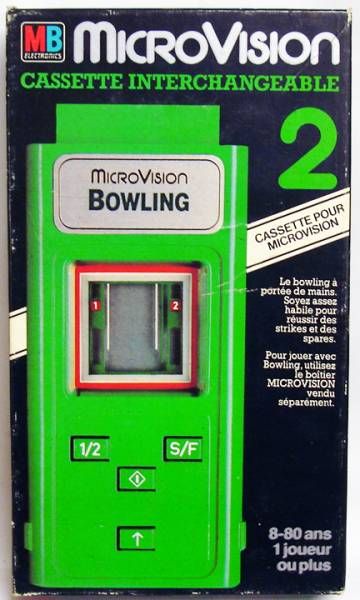 MB
ELECTRONICS
MICROVISION
CASSETTE INTERCHANGEABLE
2
MICROVISION
BOWLING
CASSETTE POUR
MICROVISION
1 2
Le bowling à
portée de mains.
Soyez assez
habile pour
réussir des
strikes et des
spares.
Pour jouer avec
Bowling, utilisez
le boîtier
MICROVISION
vendu
séparément.
1/2 S/F
8-80 ans
1 joueur
ou plus